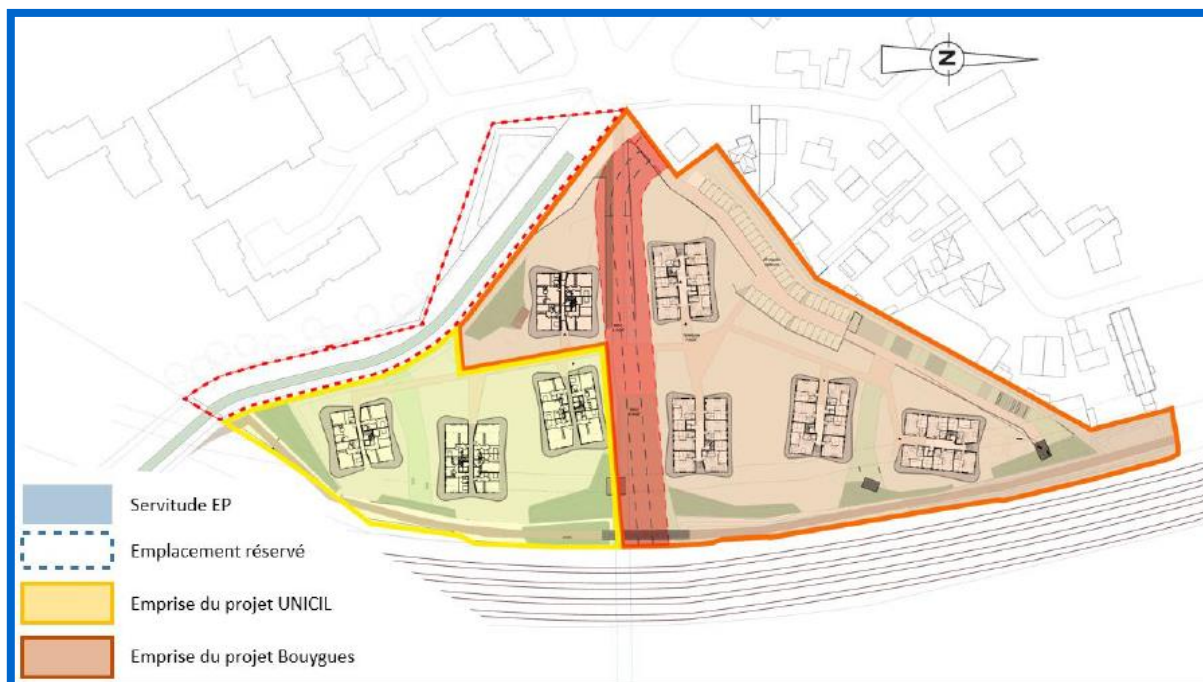 N
Servitude EP
Emplacement réservé
Emprise du projet UNICIL
Emprise du projet Bouygues